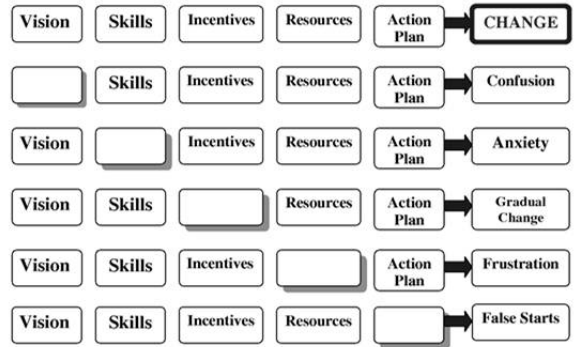 Vision Skills Incentives Resources Action Plan CHANGE
Skills Incentives Resources Action Plan Confusion
Vision Incentives Resources Action Plan Anxiety
Vision Skills Resources Action Plan Gradual Change
Vision Skills Incentives Action Plan Frustration
Vision Skills Incentives Resources False Starts